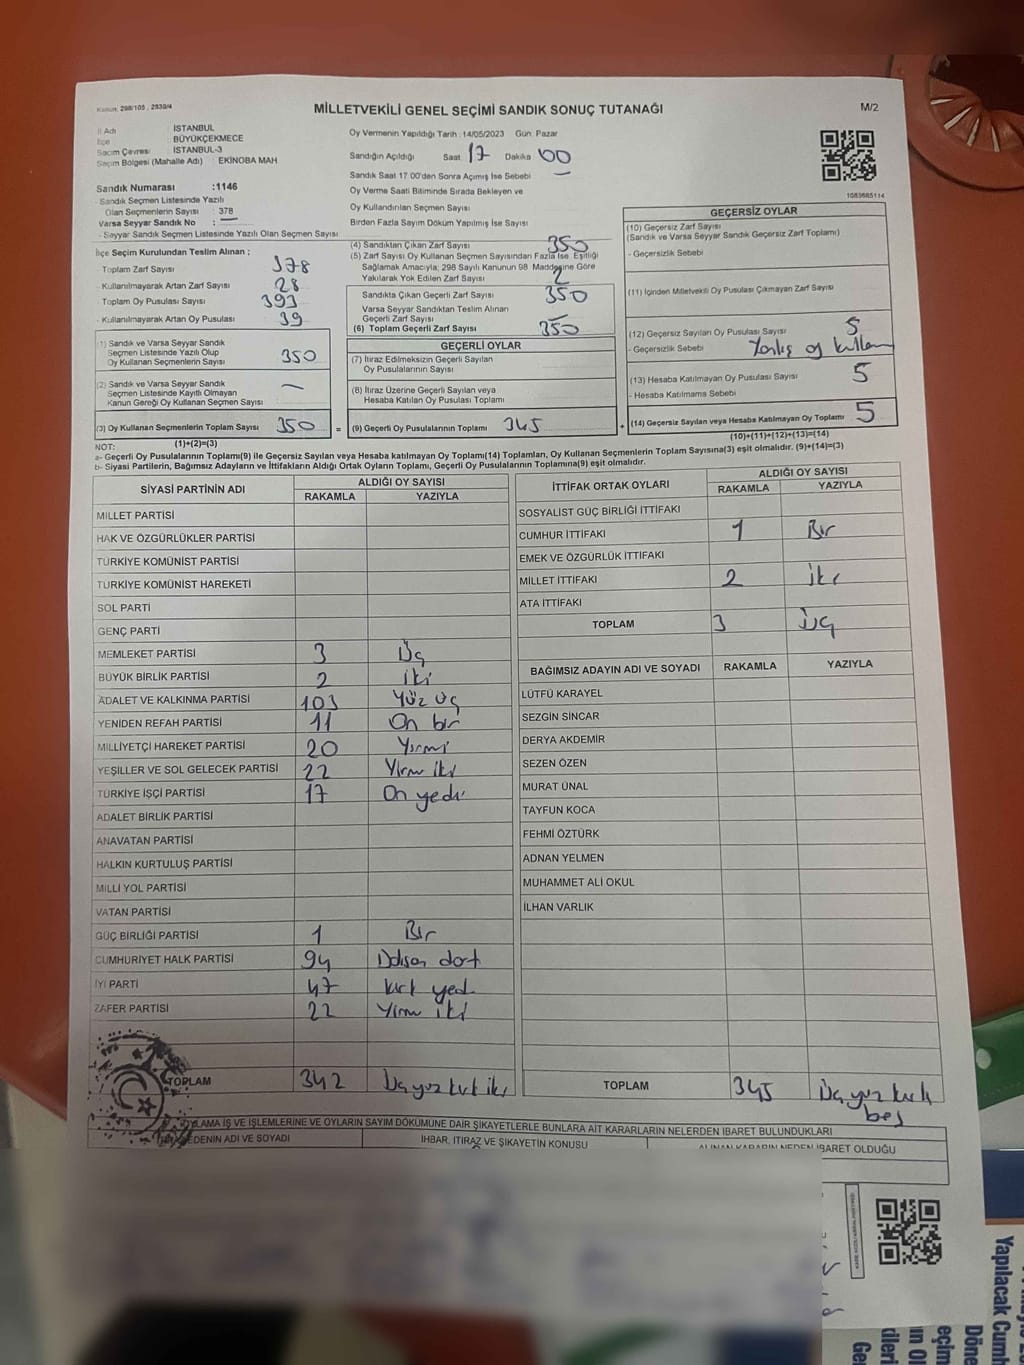 Kanun: 298/105 , 2839/4
MİLLETVEKİLİ GENEL SEÇİMİ SANDIK SONUÇ TUTANAĞI
M/2
İl Adı : İSTANBUL
İlçe : BÜYÜKÇEKMECE
Seçim Çevresi : İSTANBUL-3
Seçim Bölgesi (Mahalle Adı) : EKİNOBA MAH
Sandık Numarası :1146
Sandık Seçmen Listesinde Yazılı
Olan Seçmenlerin Sayısı : 378
Varsa Seyyar Sandık No : —
- Seyyar Sandık Seçmen Listesinde Yazılı Olan Seçmen Sayısı
Oy Vermenin Yapıldığı Tarih : 14/05/2023 Gün: Pazar
Sandığın Açıldığı Saat 17 Dakika 00
Sandık Saat 17:00'den Sonra Açımış İse Sebebi —
Oy Verme Saati Bitiminde Sırada Bekleyen ve
Oy Kullandırılan Seçmen Sayısı
Birden Fazla Sayım Döküm Yapılmış İse Sayısı
1083685114
İlçe Seçim Kurulundan Teslim Alınan ;
Toplam Zarf Sayısı 378
- Kullanılmayarak Artan Zarf Sayısı 28
Toplam Oy Pusulası Sayısı 393
- Kullanılmayarak Artan Oy Pusulası 39
(1) Sandık ve Varsa Seyyar Sandık
Seçmen Listesinde Yazılı Olup
Oy Kullanan Seçmenlerin Sayısı 350
(2) Sandık ve Varsa Seyyar Sandık
Seçmen Listesinde Kayıtlı Olmayan
Kanun Gereği Oy Kullanan Seçmen Sayısı —
(3) Oy Kullanan Seçmenlerin Toplam Sayısı 350 =
(4) Sandıktan Çıkan Zarf Sayısı 350
(5) Zarf Sayısı Oy Kullanan Seçmen Sayısından Fazla İse, Eşitliği
Sağlamak Amacıyla, 298 Sayılı Kanunun 98 Maddesine Göre
Yakılarak Yok Edilen Zarf Sayısı
Sandıkta Çıkan Geçerli Zarf Sayısı 350
Varsa Seyyar Sandıktan Teslim Alınan
Geçerli Zarf Sayısı
(6) Toplam Geçerli Zarf Sayısı 350
GEÇERLİ OYLAR
(7) İtiraz Edilmeksizin Geçerli Sayılan
Oy Pusulalarının Sayısı
(8) İtiraz Üzerine Geçerli Sayılan veya
Hesaba Katılan Oy Pusulası Toplamı
(9) Geçerli Oy Pusulalarının Toplamı 345 +
GEÇERSİZ OYLAR
(10) Geçersiz Zarf Sayısı
(Sandık ve Varsa Seyyar Sandık Geçersiz Zarf Toplamı)
- Geçersizlik Sebebi
(11) İçinden Milletvekili Oy Pusulası Çıkmayan Zarf Sayısı
(12) Geçersiz Sayılan Oy Pusulası Sayısı 5
- Geçersizlik Sebebi Yanlış oy kullanm
(13) Hesaba Katılmayan Oy Pusulası Sayısı 5
- Hesaba Katılmama Sebebi
(14) Geçersiz Sayılan veya Hesaba Katılmayan Oy Toplamı 5
NOT: (1)+(2)=(3) (10)+(11)+(12)+(13)=(14)
a- Geçerli Oy Pusulalarının Toplamı(9) ile Geçersiz Sayılan veya Hesaba katılmayan Oy Toplamı(14) Toplamları, Oy Kullanan Seçmenlerin Toplam Sayısına(3) eşit olmalıdır. (9)+(14)=(3)
b- Siyasi Partilerin, Bağımsız Adayların ve İttifakların Aldığı Ortak Oyların Toplamı, Geçerli Oy Pusulalarının Toplamına(9) eşit olmalıdır.
SİYASİ PARTİNİN ADI ALDIĞI OY SAYISI
RAKAMLA YAZIYLA
MİLLET PARTİSİ
HAK VE ÖZGÜRLÜKLER PARTİSİ
TÜRKİYE KOMÜNİST PARTİSİ
TÜRKİYE KOMÜNİST HAREKETİ
SOL PARTİ
GENÇ PARTİ
MEMLEKET PARTİSİ 3 Üç
BÜYÜK BİRLİK PARTİSİ 2 iki
ADALET VE KALKINMA PARTİSİ 103 Yüz üç
YENİDEN REFAH PARTİSİ 11 On bir
MİLLİYETÇİ HAREKET PARTİSİ 20 Yirmi
YEŞİLLER VE SOL GELECEK PARTİSİ 22 Yirmi iki
TÜRKİYE İŞÇİ PARTİSİ 17 On yedi
ADALET BİRLİK PARTİSİ
ANAVATAN PARTİSİ
HALKIN KURTULUŞ PARTİSİ
MİLLİ YOL PARTİSİ
VATAN PARTİSİ
GÜÇ BİRLİĞİ PARTİSİ 1 Bir
CUMHURİYET HALK PARTİSİ 94 Doksan dört
İYİ PARTİ 47 kırk yedi
ZAFER PARTİSİ 22 Yirmi iki
TOPLAM 342 Üçyüz kırk iki
İTTİFAK ORTAK OYLARI ALDIĞI OY SAYISI
RAKAMLA YAZIYLA
SOSYALİST GÜÇ BİRLİĞİ İTTİFAKI
CUMHUR İTTİFAKI 1 Bir
EMEK VE ÖZGÜRLÜK İTTİFAKI
MİLLET İTTİFAKI 2 iki
ATA İTTİFAKI
TOPLAM 3 Üç
BAĞIMSIZ ADAYIN ADI VE SOYADI RAKAMLA YAZIYLA
LÜTFÜ KARAYEL
SEZGİN SİNCAR
DERYA AKDEMİR
SEZEN ÖZEN
MURAT ÜNAL
TAYFUN KOCA
FEHMİ ÖZTÜRK
ADNAN YELMEN
MUHAMMET ALİ OKUL
İLHAN VARLIK
TOPLAM 345 Üçyüz kırk
beş
LAMA İŞ VE İŞLEMLERİNE VE OYLARIN SAYIM DÖKÜMÜNE DAİR ŞİKAYETLERLE BUNLARA AİT KARARLARIN NELERDEN İBARET BULUNDUKLARI
EDENİN ADI VE SOYADI İHBAR, İTİRAZ VE ŞİKAYETİN KONUSU ALINAN KARARIN NEDEN İBARET OLDUĞU
Yapılacak Cumh
Döne
eçim
ın Ol
dileri
Ge